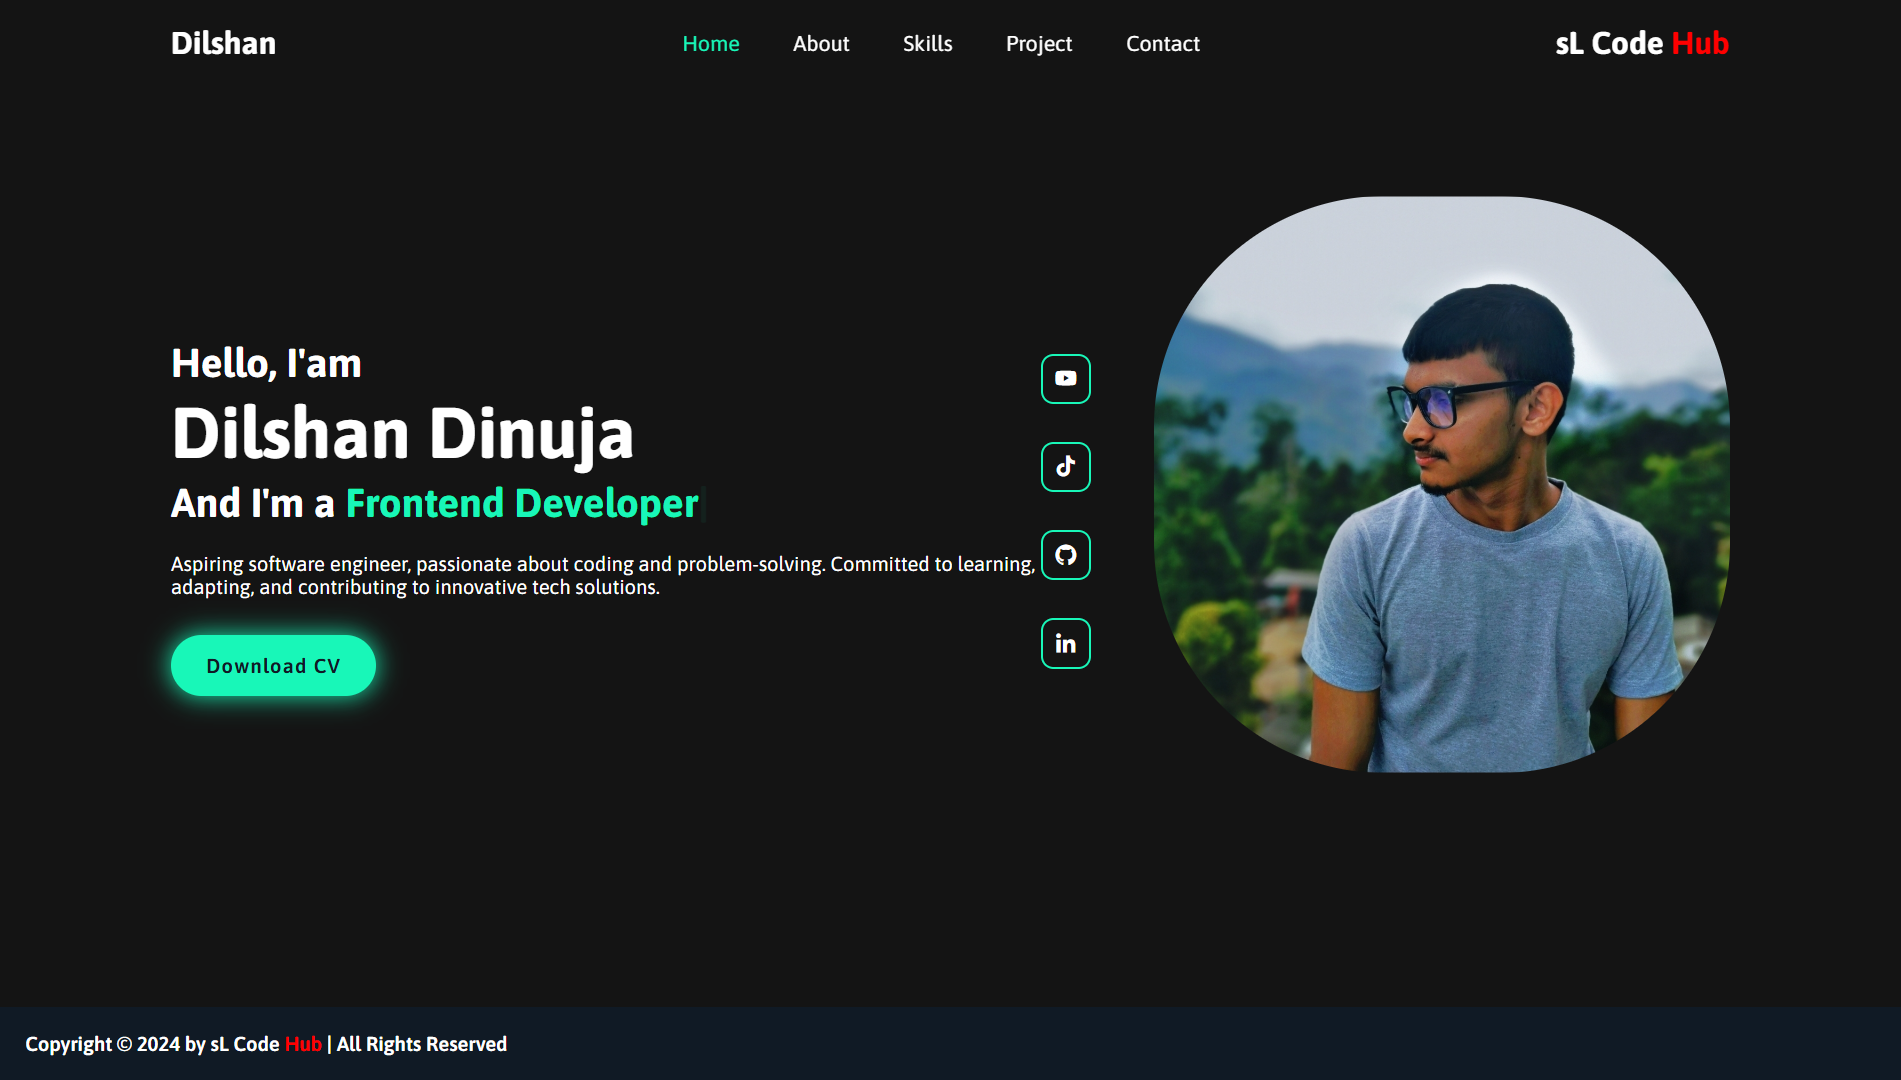 Dilshan
Home About Skills Project Contact
sL Code Hub
Hello, I'am
Dilshan Dinuja
And I'm a Frontend Developer
Aspiring software engineer, passionate about coding and problem-solving. Committed to learning,
adapting, and contributing to innovative tech solutions.
Download CV
in
Copyright © 2024 by sL Code Hub | All Rights Reserved